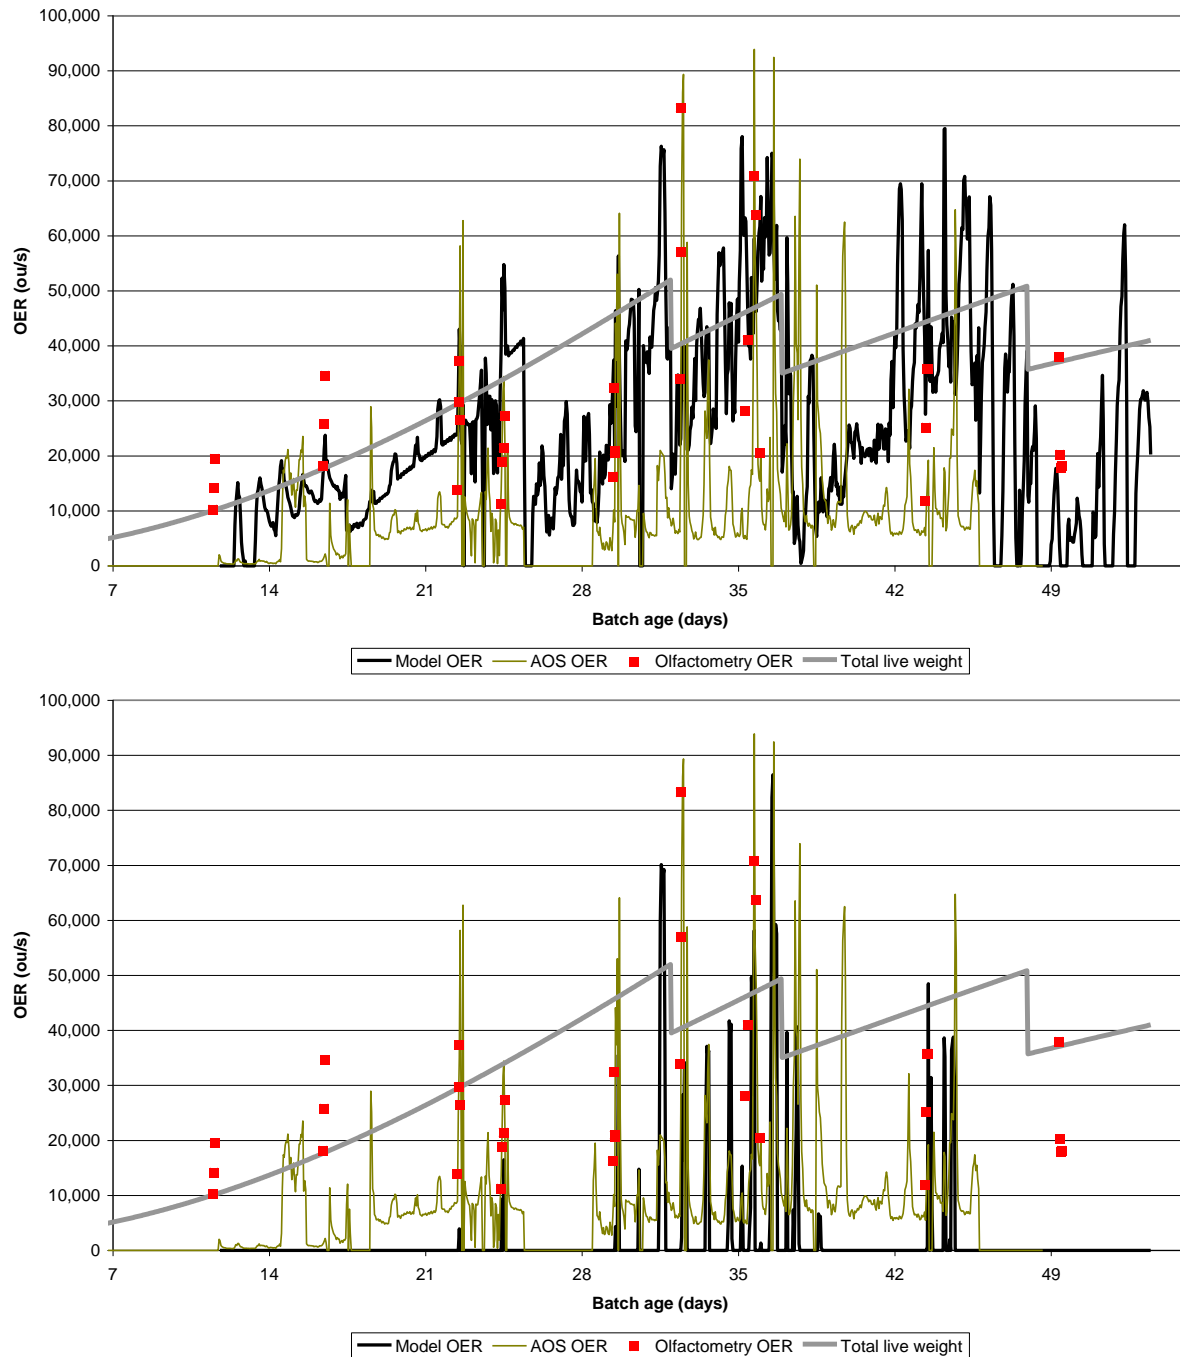 100,000
90,000
80,000
70,000
60,000
50,000
40,000
30,000
20,000
10,000
0
OER (ou/s)
7 14 21 28 35 42 49
Batch age (days)
Model OER AOS OER Olfactometry OER Total live weight
100,000
90,000
80,000
70,000
60,000
50,000
40,000
30,000
20,000
10,000
0
OER (ou/s)
7 14 21 28 35 42 49
Batch age (days)
Model OER AOS OER Olfactometry OER Total live weight